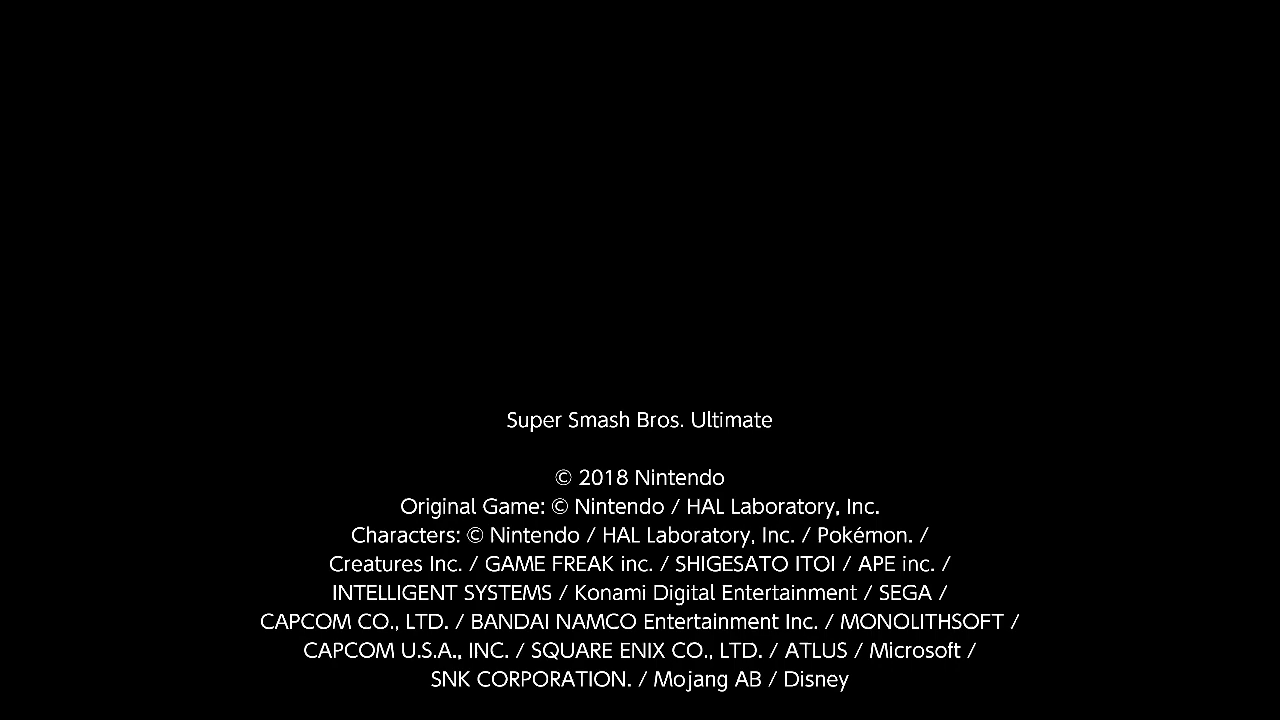 Super Smash Bros. Ultimate
© 2018 Nintendo
Original Game: © Nintendo / HAL Laboratory, Inc.
Characters: © Nintendo / HAL Laboratory, Inc. / Pokémon. /
Creatures Inc. / GAME FREAK inc. / SHIGESATO ITOI / APE inc. /
INTELLIGENT SYSTEMS / Konami Digital Entertainment / SEGA /
CAPCOM CO., LTD. / BANDAI NAMCO Entertainment Inc. / MONOLITHSOFT /
CAPCOM U.S.A., INC. / SQUARE ENIX CO., LTD. / ATLUS / Microsoft /
SNK CORPORATION. / Mojang AB / Disney